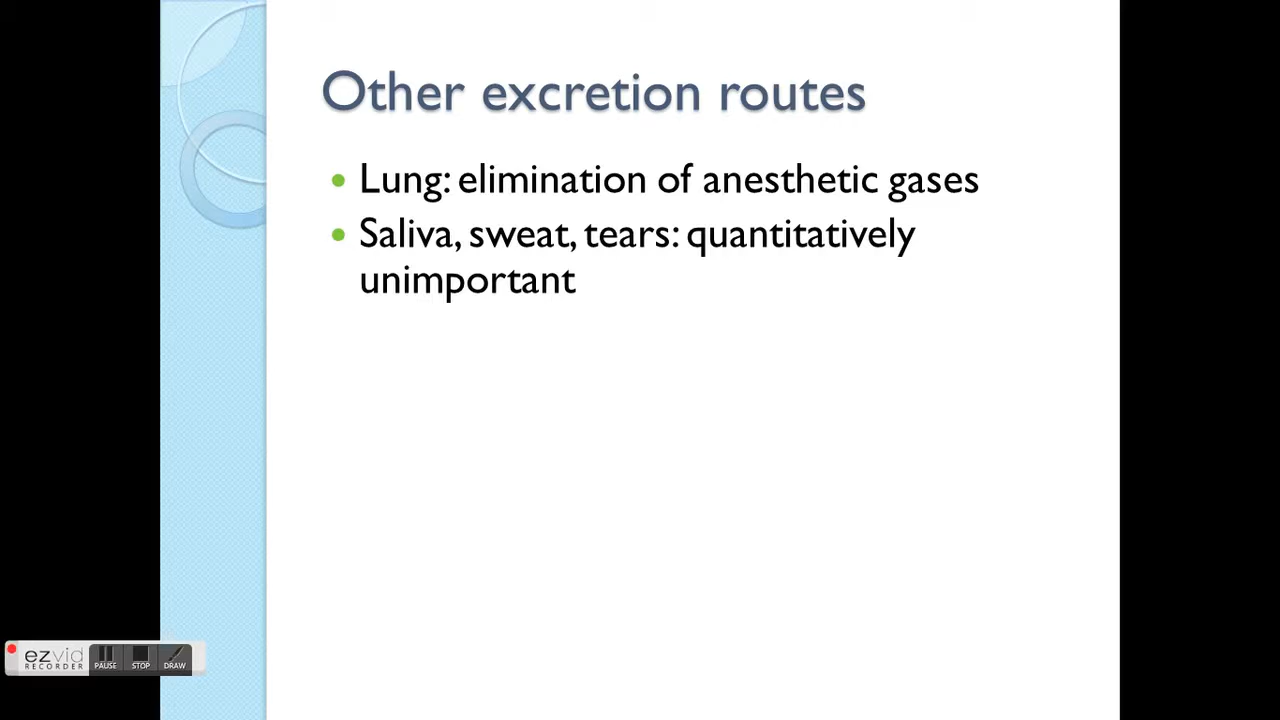 Other excretion routes
• Lung: elimination of anesthetic gases
• Saliva, sweat, tears: quantitatively
unimportant
ezvid
RECORDER
PAUSE
STOP
DRAW